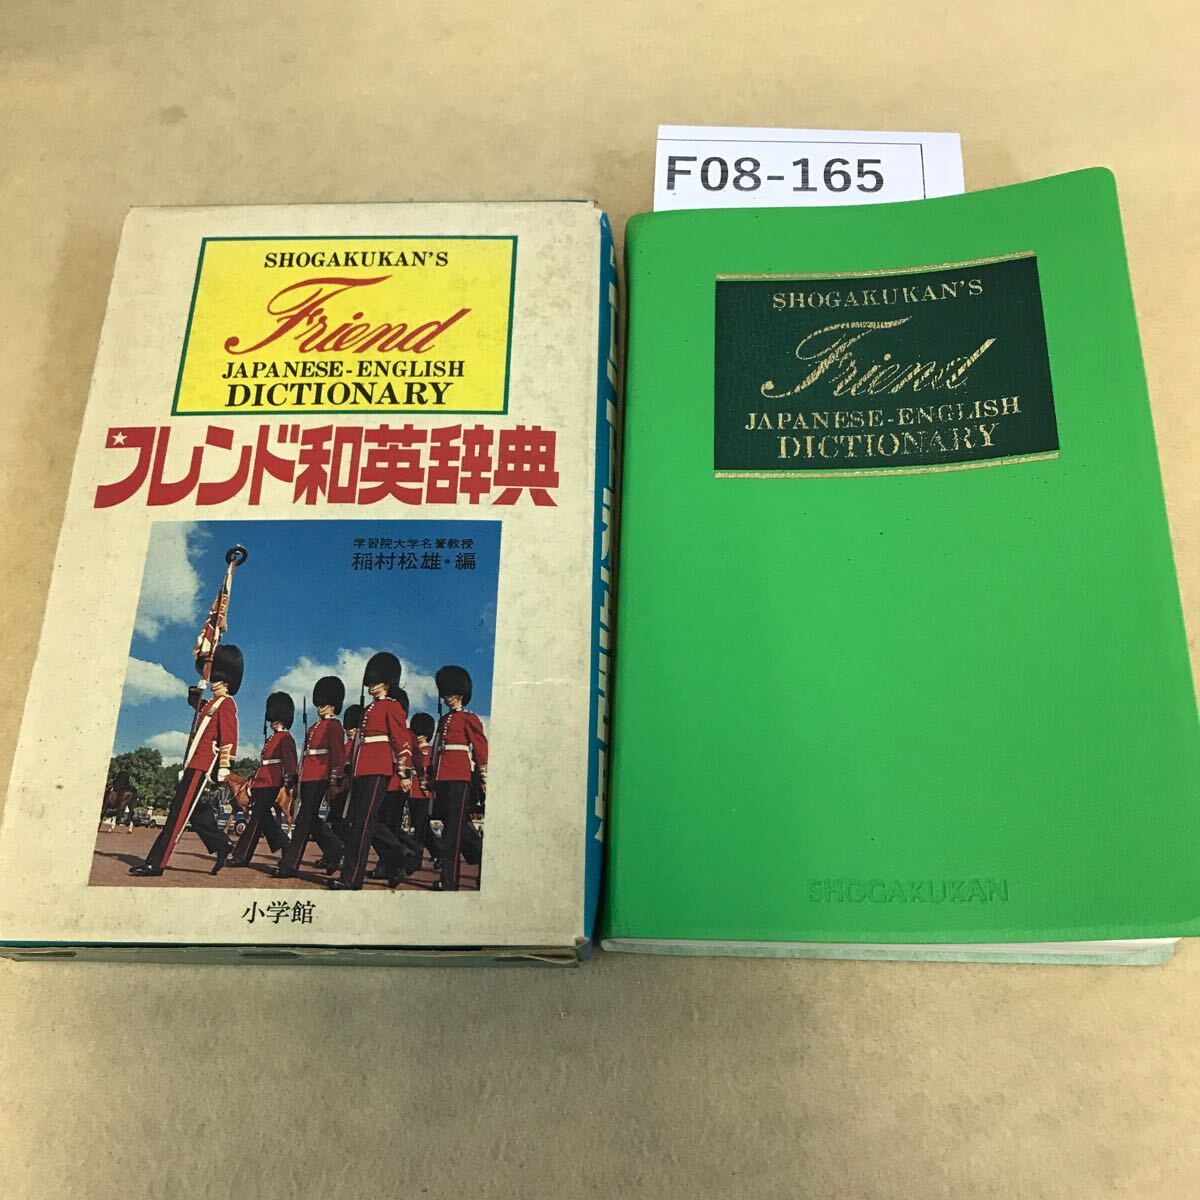 F08-165
SHOGAKUKAN'S
Friend
JAPANESE-ENGLISH
DICTIONARY
フレンド和英辞典
学習院大学名誉教授
稲村松雄・編
小学館
SHOGAKUKAN'S
Friend
JAPANESE-ENGLISH
DICTIONARY
SHOGAKUKAN